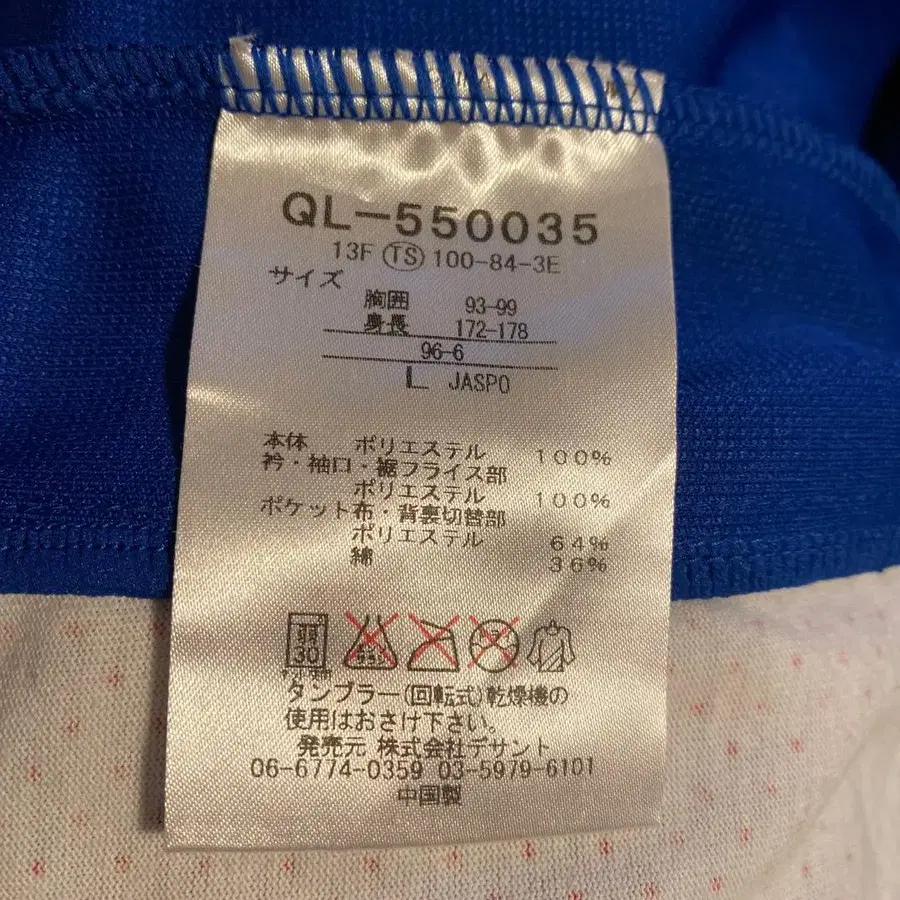 QL-550035
13F TS 100-84-3E
サイズ
胸囲 93-99
身長 172-178
96-6
L JASPO
本体 ポリエステル 100%
衿・袖口・裾フライス部
ポリエステル 100%
ポケット布・背裏切替部
ポリエステル 64%
綿 36%
弱
30
タンブラー(回転式)乾燥機の
使用はおさけ下さい。
発売元 株式会社デサント
06-6774-0359 03-5979-6101
中国製